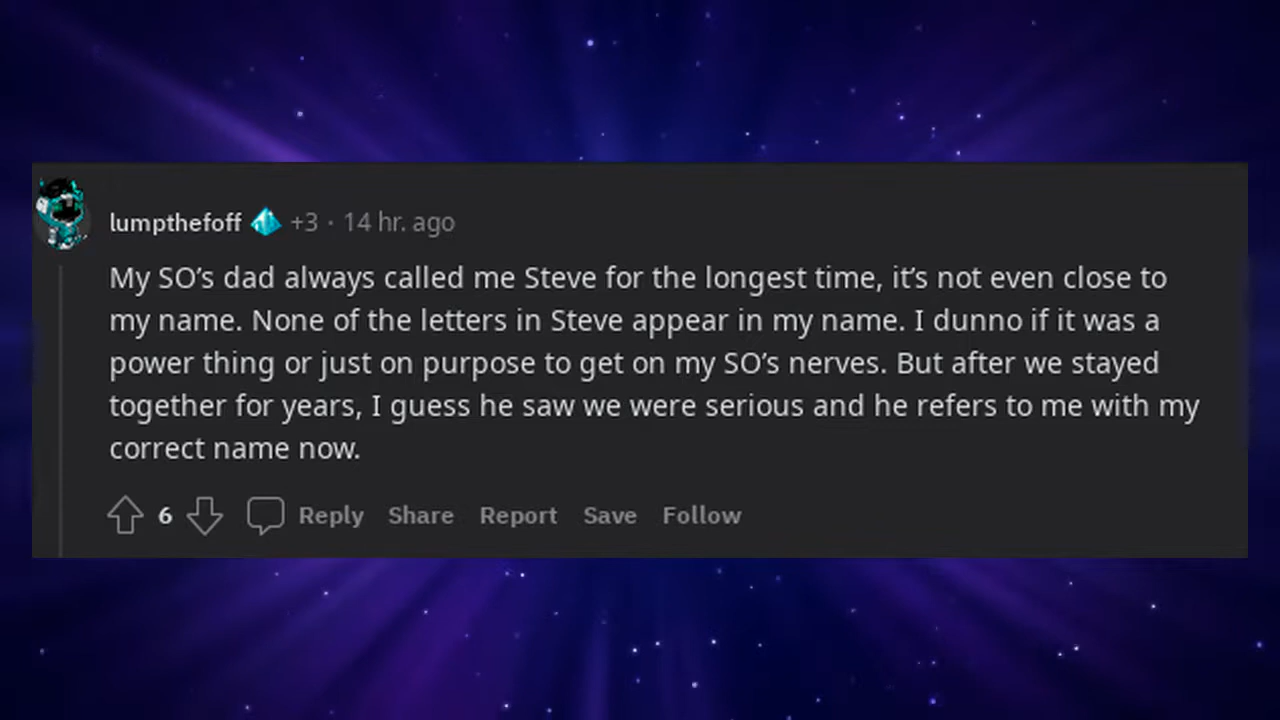 lumpthefoff +3 · 14 hr. ago
My SO’s dad always called me Steve for the longest time, it’s not even close to
my name. None of the letters in Steve appear in my name. I dunno if it was a
power thing or just on purpose to get on my SO’s nerves. But after we stayed
together for years, I guess he saw we were serious and he refers to me with my
correct name now.
6 Reply Share Report Save Follow